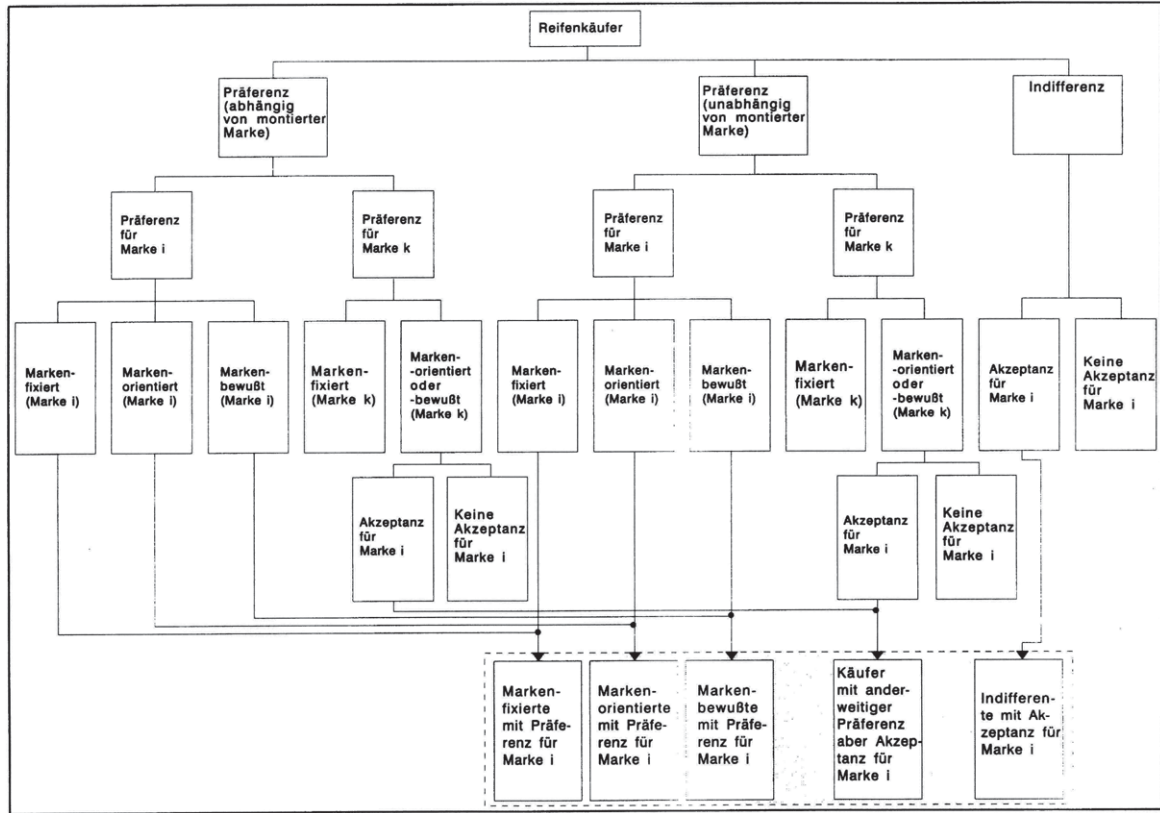 Reifenkäufer
Präferenz
(abhängig
von montierter
Marke)
Präferenz
(unabhängig
von montierter
Marke)
Indifferenz
Präferenz
für
Marke i
Präferenz
für
Marke k
Präferenz
für
Marke i
Präferenz
für
Marke k
Marken-
fixiert
(Marke i)
Marken-
orientiert
(Marke i)
Marken-
bewußt
(Marke i)
Marken-
fixiert
(Marke k)
Marken-
-orientiert
oder
-bewußt
(Marke k)
Marken-
fixiert
(Marke i)
Marken-
orientiert
(Marke i)
Marken-
bewußt
(Marke i)
Marken-
fixiert
(Marke k)
Marken-
-orientiert
oder
-bewußt
(Marke k)
Akzeptanz
für
Marke i
Keine
Akzeptanz
für
Marke i
Akzeptanz
für
Marke i
Keine
Akzeptanz
für
Marke i
Akzeptanz
für
Marke i
Keine
Akzeptanz
für
Marke i
Marken-
fixierte
mit Präfe-
renz für
Marke i
Marken-
orientierte
mit Präfe-
renz für
Marke i
Marken-
bewußte
mit Präfe-
renz für
Marke i
Käufer
mit ander-
weitiger
Präferenz
aber Akzep-
tanz für
Marke i
Indifferen-
te mit Ak-
zeptanz für
Marke i